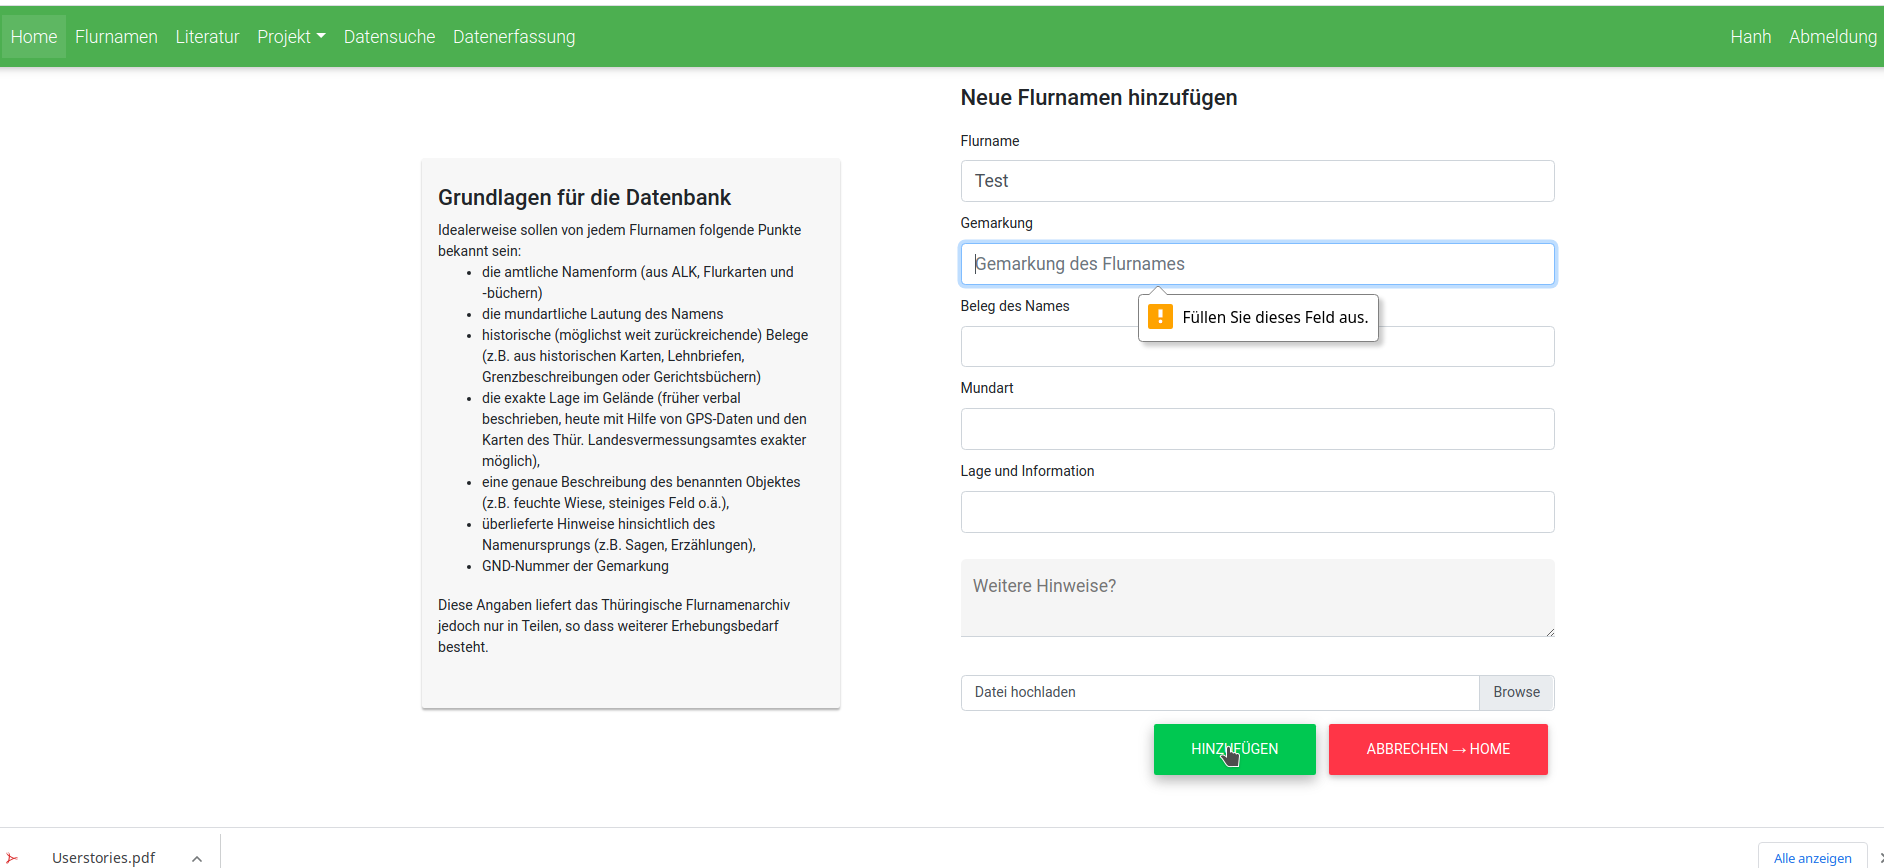 Home Flurnamen Literatur Projekt Datensuche Datenerfassung Hanh Abmeldung
Grundlagen für die Datenbank
Idealerweise sollen von jedem Flurnamen folgende Punkte
bekannt sein:
• die amtliche Namenform (aus ALK, Flurkarten und
-büchern)
• die mundartliche Lautung des Namens
• historische (möglichst weit zurückreichende) Belege
(z.B. aus historischen Karten, Lehnbriefen,
Grenzbeschreibungen oder Gerichtsbüchern)
• die exakte Lage im Gelände (früher verbal
beschrieben, heute mit Hilfe von GPS-Daten und den
Karten des Thür. Landesvermessungsamtes exakter
möglich),
• eine genaue Beschreibung des benannten Objektes
(z.B. feuchte Wiese, steiniges Feld o.ä.),
• überlieferte Hinweise hinsichtlich des
Namenursprungs (z.B. Sagen, Erzählungen),
• GND-Nummer der Gemarkung
Diese Angaben liefert das Thüringische Flurnamenarchiv
jedoch nur in Teilen, so dass weiterer Erhebungsbedarf
besteht.
Neue Flurnamen hinzufügen
Flurname
Test
Gemarkung
Gemarkung des Flurnames
Füllen Sie dieses Feld aus.
Beleg des Names
Mundart
Lage und Information
Weitere Hinweise?
Datei hochladen Browse
HINZUFÜGEN ABBRECHEN → HOME
Userstories.pdf Alle anzeigen